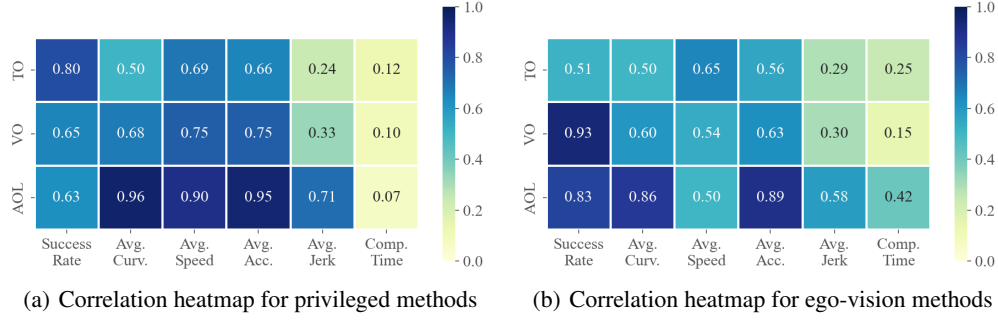 TO 0.80 0.50 0.69 0.66 0.24 0.12
VO 0.65 0.68 0.75 0.75 0.33 0.10
AOL 0.63 0.96 0.90 0.95 0.71 0.07
Success Rate Avg. Curv. Avg. Speed Avg. Acc. Avg. Jerk Comp. Time
1.0
0.8
0.6
0.4
0.2
0.0
(a) Correlation heatmap for privileged methods
TO 0.51 0.50 0.65 0.56 0.29 0.25
VO 0.93 0.60 0.54 0.63 0.30 0.15
AOL 0.83 0.86 0.50 0.89 0.58 0.42
Success Rate Avg. Curv. Avg. Speed Avg. Acc. Avg. Jerk Comp. Time
1.0
0.8
0.6
0.4
0.2
0.0
(b) Correlation heatmap for ego-vision methods